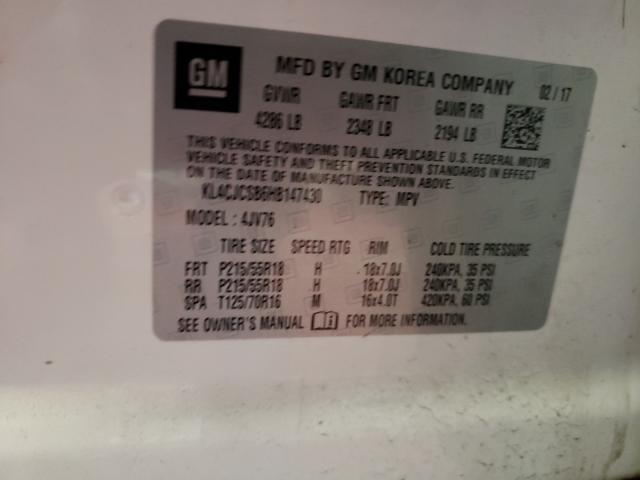 GM
MFD BY GM KOREA COMPANY 02/17
GVWR GAWR FRT GAWR RR
4286 LB 2348 LB 2194 LB
THIS VEHICLE CONFORMS TO ALL APPLICABLE U.S. FEDERAL MOTOR
VEHICLE SAFETY AND THEFT PREVENTION STANDARDS IN EFFECT
ON THE DATE OF MANUFACTURE SHOWN ABOVE.
KL4CJCSB6HB147430 TYPE: MPV
MODEL : 4JV76
TIRE SIZE SPEED RTG RIM COLD TIRE PRESSURE
FRT P215/55R18 H 18x7.0J 240KPA, 35 PSI
RR P215/55R18 H 18x7.0J 240KPA, 35 PSI
SPA T125/70R16 M 16x4.0T 420KPA, 60 PSI
SEE OWNER'S MANUAL FOR MORE INFORMATION.